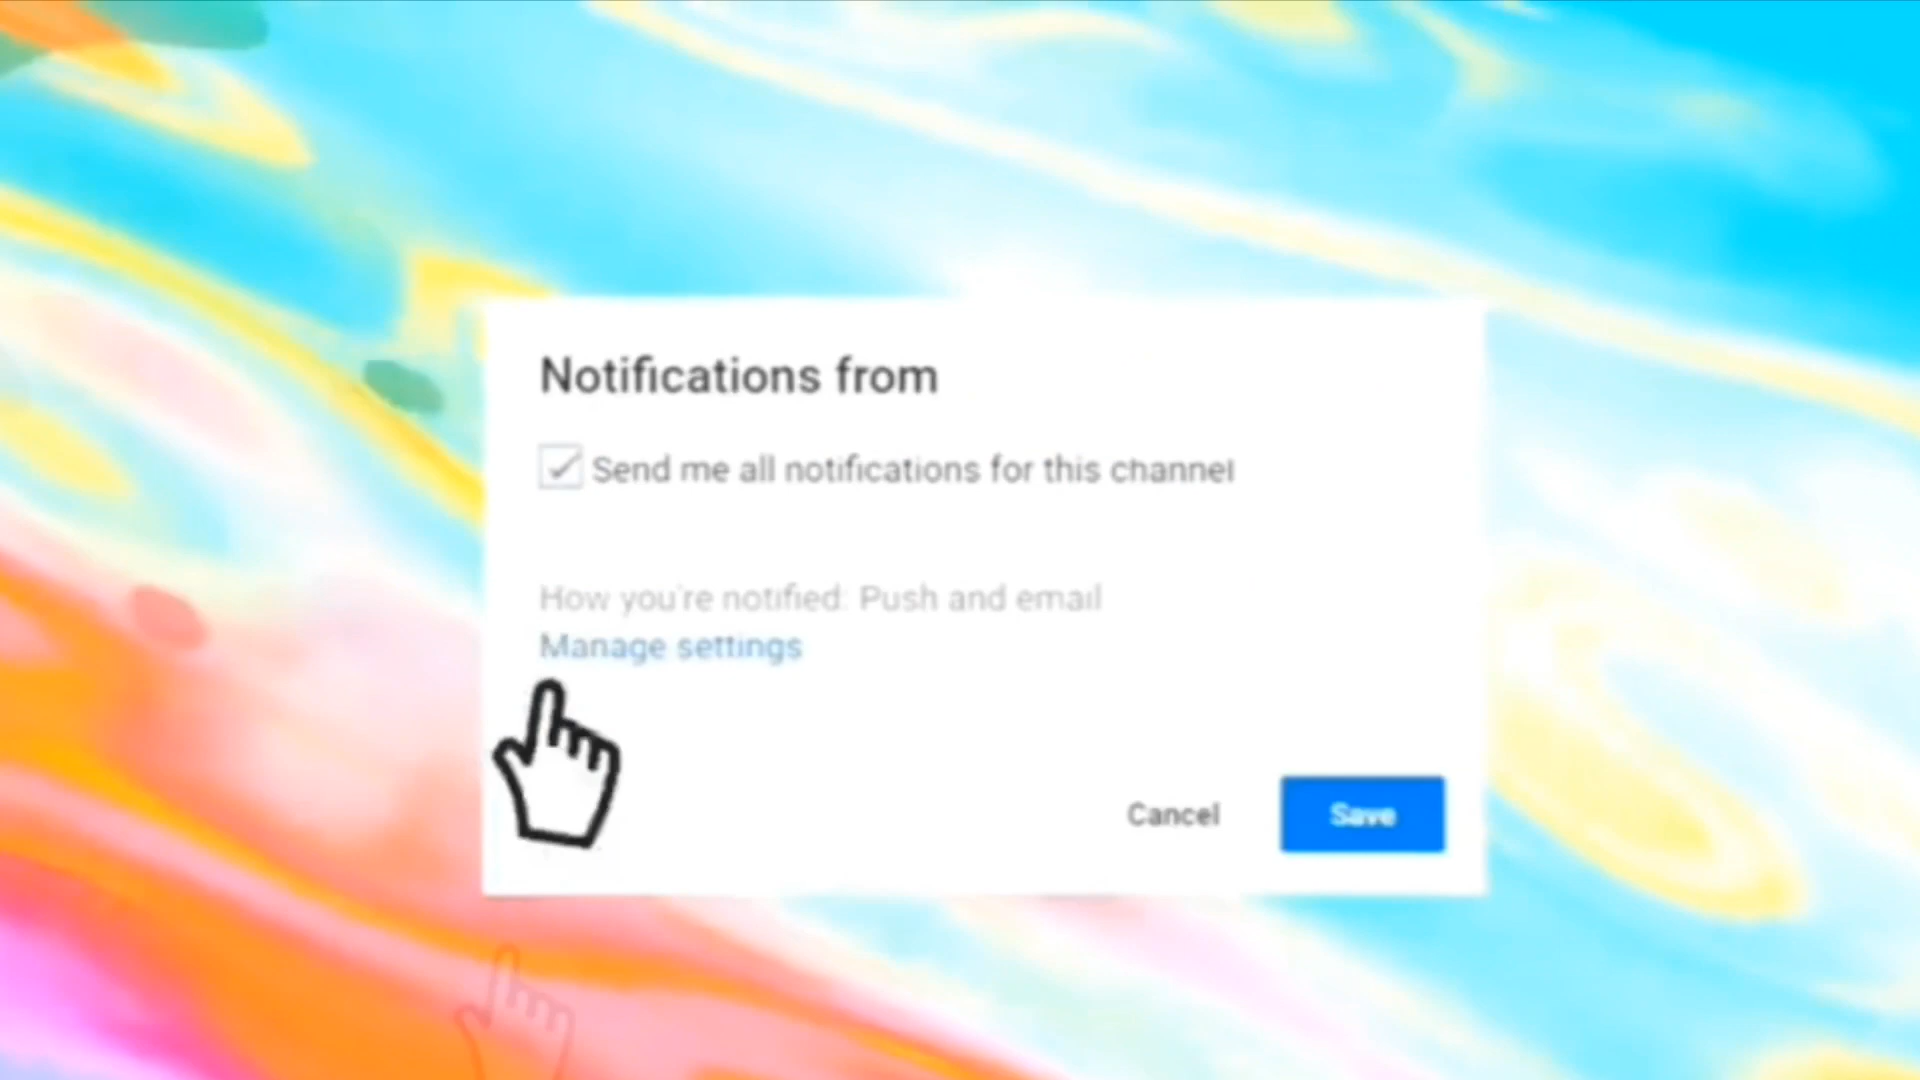 Notifications from
Send me all notifications for this channel
How you're notified: Push and email
Manage settings
Cancel
Save